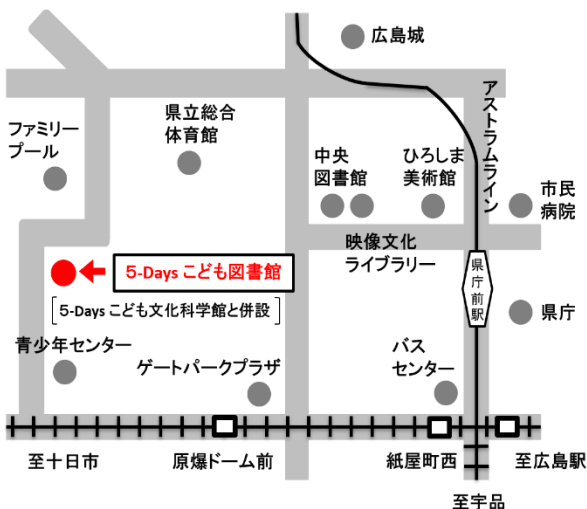 広島城
アストラムライン
ファミリー
プール
県立総合
体育館
中央
図書館
ひろしま
美術館
市民
病院
映像文化
ライブラリー
5-Days こども図書館
[5-Days こども文化科学館と併設]
県庁前駅
県庁
青少年センター
ゲートパークプラザ
バス
センター
至十日市
原爆ドーム前
紙屋町西
至広島駅
至宇品